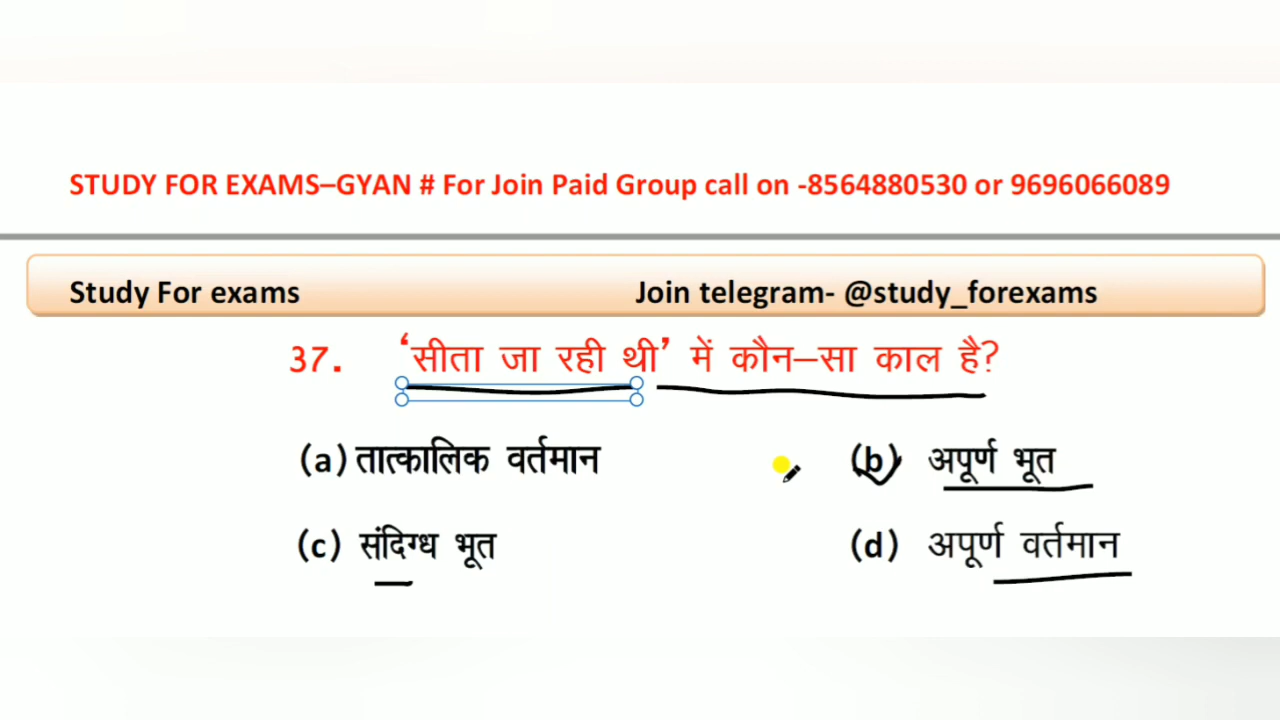 STUDY FOR EXAMS–GYAN # For Join Paid Group call on -8564880530 or 9696066089
Study For exams Join telegram- @study_forexams
37. ‘सीता जा रही थी’ में कौन–सा काल है?
(a) तात्कालिक वर्तमान (b) अपूर्ण भूत
(c) संदिग्ध भूत (d) अपूर्ण वर्तमान